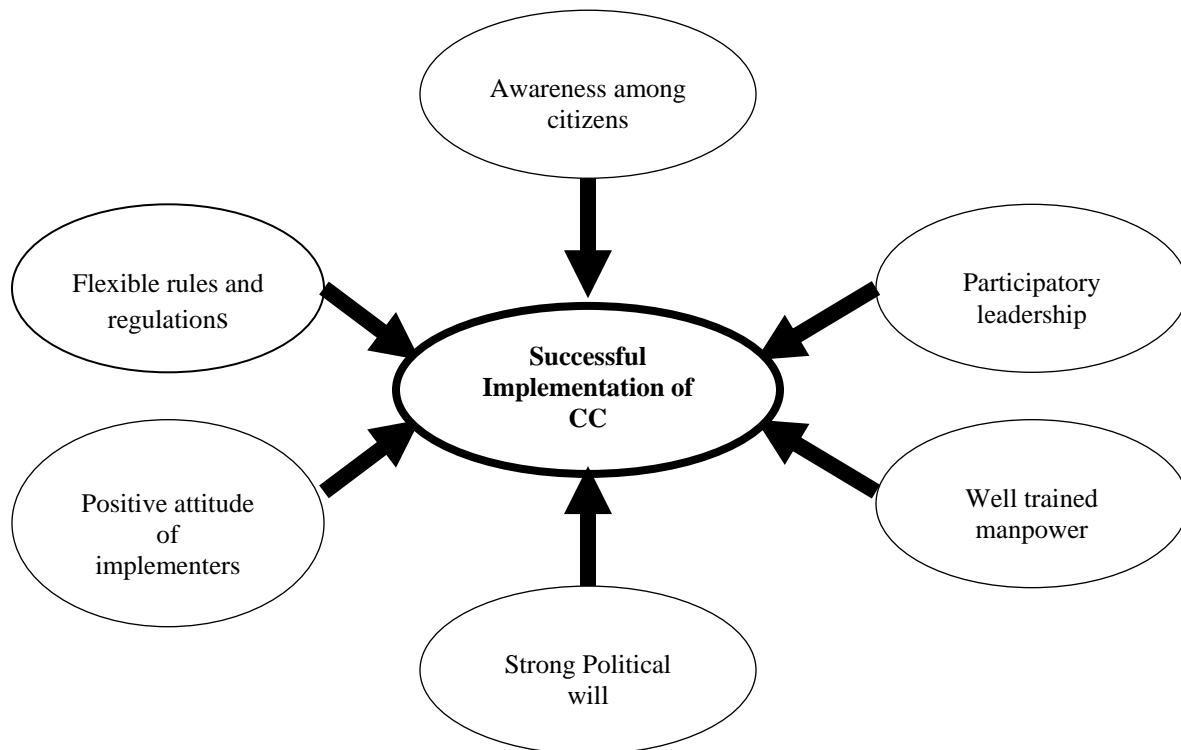 Awareness among
citizens
Flexible rules and
regulations
Participatory
leadership
Successful
Implementation of
CC
Positive attitude
of
implementers
Well trained
manpower
Strong Political
will